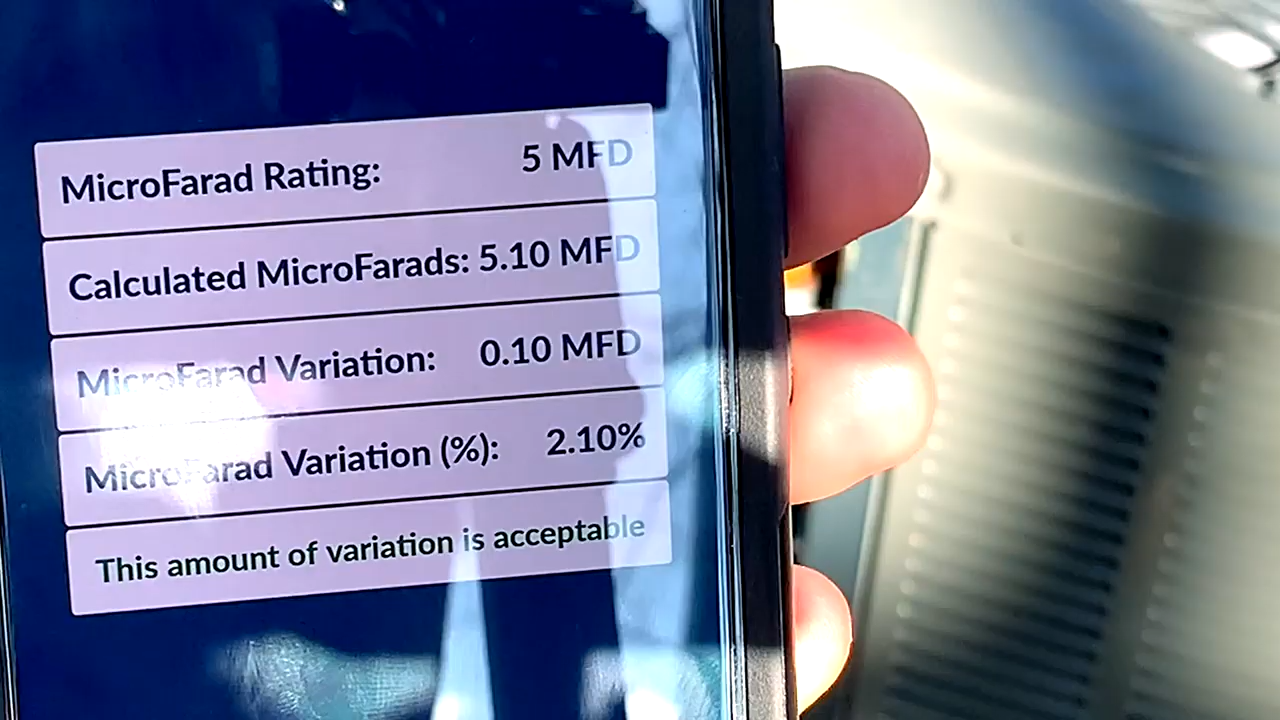 MicroFarad Rating: 5 MFD
Calculated MicroFarads: 5.10 MFD
MicroFarad Variation: 0.10 MFD
MicroFarad Variation (%): 2.10%
This amount of variation is acceptable